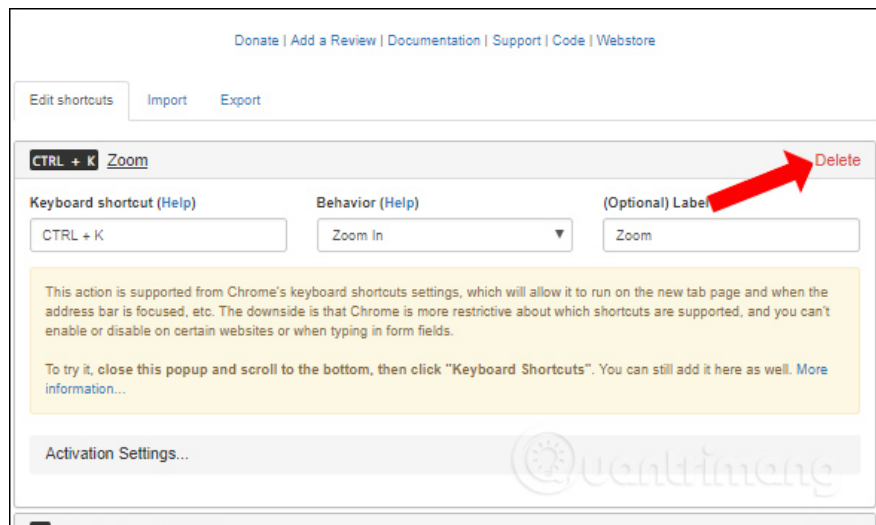 Donate | Add a Review | Documentation | Support | Code | Webstore
Edit shortcuts Import Export
CTRL + K Zoom Delete
Keyboard shortcut (Help) Behavior (Help) (Optional) Label
CTRL + K Zoom In Zoom
This action is supported from Chrome's keyboard shortcuts settings, which will allow it to run on the new tab page and when the
address bar is focused, etc. The downside is that Chrome is more restrictive about which shortcuts are supported, and you can't
enable or disable on certain websites or when typing in form fields.
To try it, close this popup and scroll to the bottom, then click "Keyboard Shortcuts". You can still add it here as well. More
information...
Activation Settings...
Quantrimang